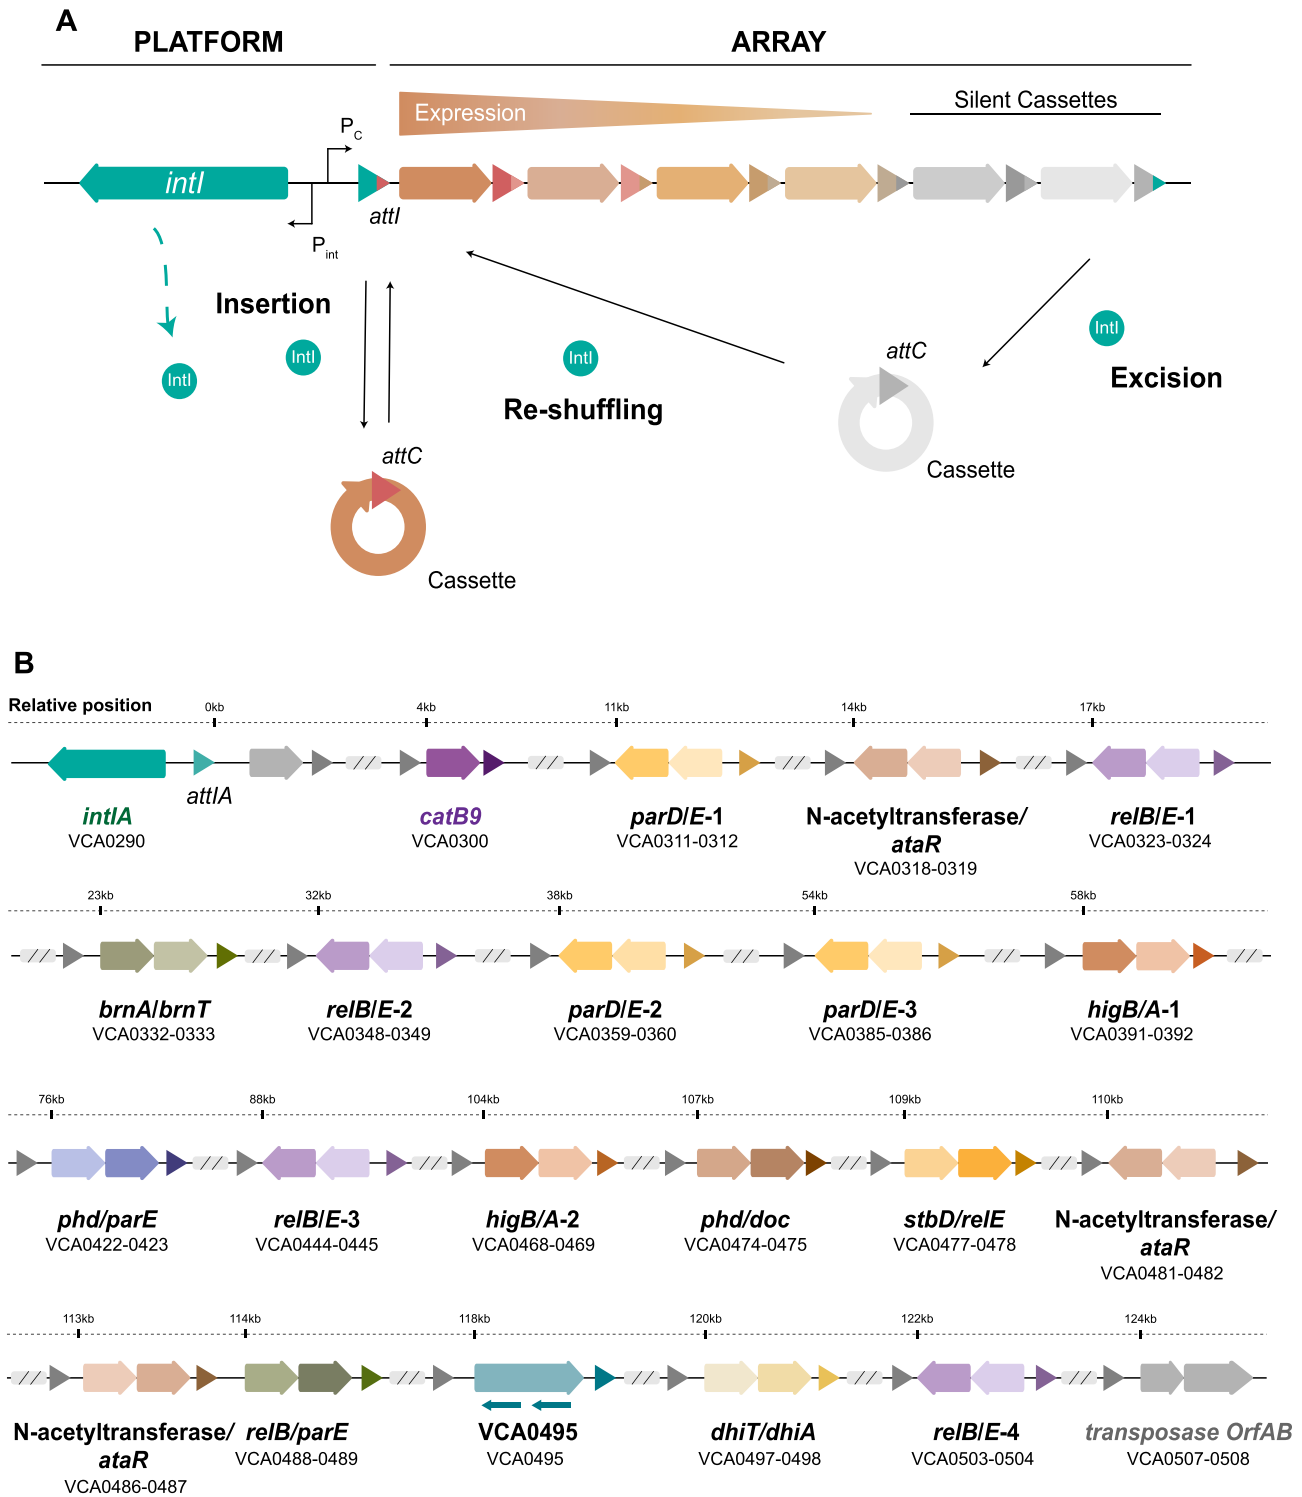 A
PLATFORM
ARRAY
Expression
Silent Cassettes
PC
intI
attI
Pint
Insertion
IntI
IntI
IntI
IntI
Re-shuffling
attC
Excision
attC
Cassette
Cassette
B
Relative position
0kb 4kb 11kb 14kb 17kb
attIA
intIA catB9 parD/E-1 N-acetyltransferase/ relB/E-1
ataR
VCA0290 VCA0300 VCA0311-0312 VCA0318-0319 VCA0323-0324
23kb 32kb 38kb 54kb 58kb
brnA/brnT relB/E-2 parD/E-2 parD/E-3 higB/A-1
VCA0332-0333 VCA0348-0349 VCA0359-0360 VCA0385-0386 VCA0391-0392
76kb 88kb 104kb 107kb 109kb 110kb
phd/parE relB/E-3 higB/A-2 phd/doc stbD/relE N-acetyltransferase/
ataR
VCA0422-0423 VCA0444-0445 VCA0468-0469 VCA0474-0475 VCA0477-0478 VCA0481-0482
113kb 114kb 118kb 120kb 122kb 124kb
N-acetyltransferase/ relB/parE VCA0495 dhiT/dhiA relB/E-4 transposase OrfAB
ataR
VCA0486-0487 VCA0488-0489 VCA0495 VCA0497-0498 VCA0503-0504 VCA0507-0508